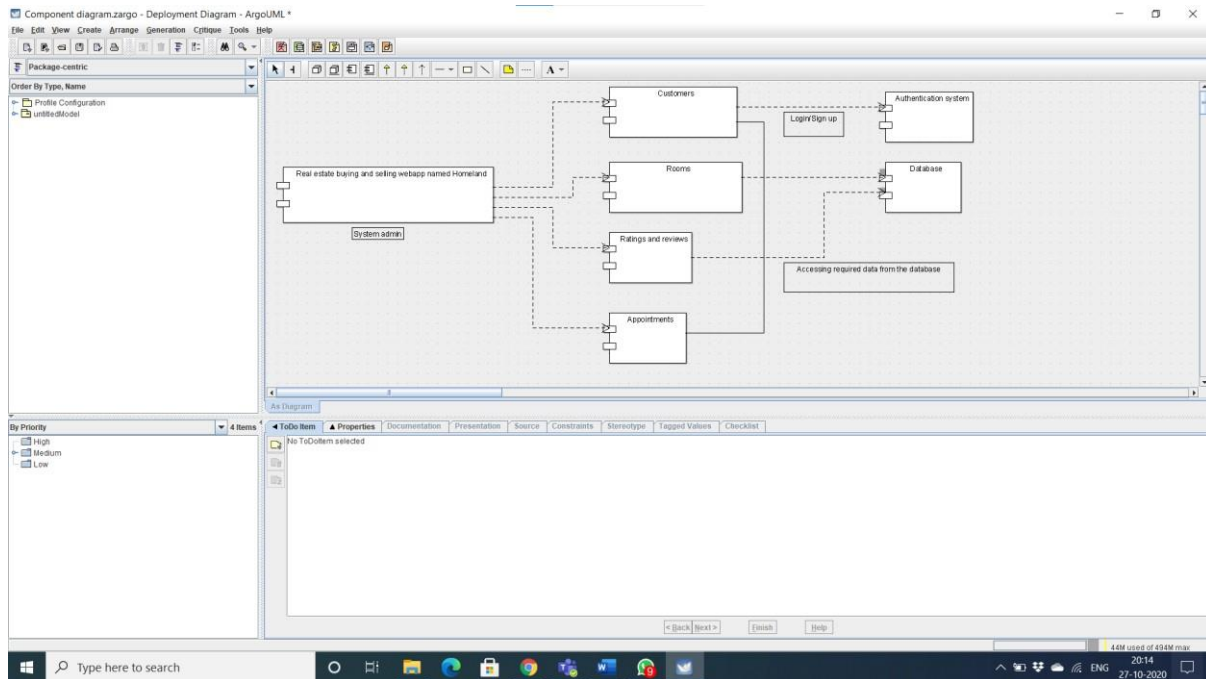 Component diagram.zargo - Deployment Diagram - ArgoUML *
File Edit View Create Arrange Generation Critique Tools Help
Package-centric
Order By Type, Name
Profile Configuration
untitledModel
Customers
Authentication system
Login/Sign up
Real estate buying and selling webapp named Homeland
Rooms
Database
System admin
Ratings and reviews
Accessing required data from the database
Appointments
As Diagram
By Priority 4 Items
High
Medium
Low
ToDo Item Properties Documentation Presentation Source Constraints Stereotype Tagged Values Checklist
No ToDoItem selected
< Back Next > Finish Help
44M used of 494M max
Type here to search
W
9
ENG
20:14
27-10-2020